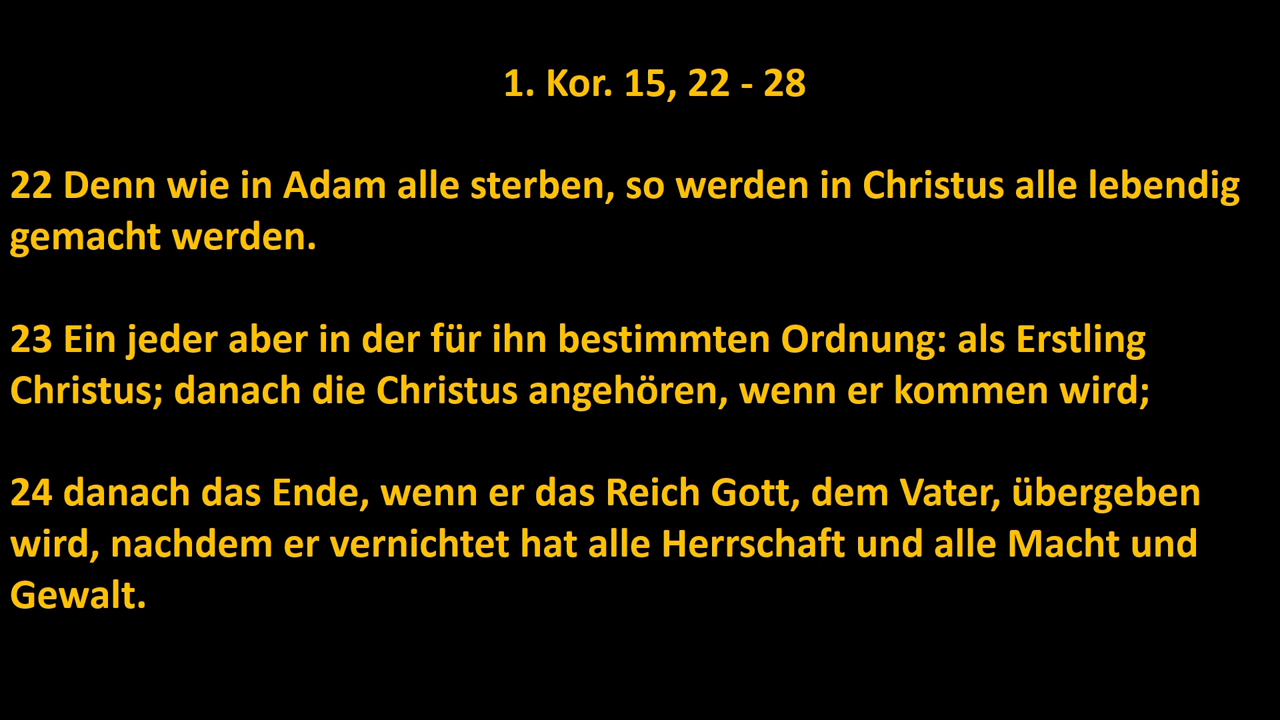 1. Kor. 15, 22 - 28
22 Denn wie in Adam alle sterben, so werden in Christus alle lebendig
gemacht werden.
23 Ein jeder aber in der für ihn bestimmten Ordnung: als Erstling
Christus; danach die Christus angehören, wenn er kommen wird;
24 danach das Ende, wenn er das Reich Gott, dem Vater, übergeben
wird, nachdem er vernichtet hat alle Herrschaft und alle Macht und
Gewalt.